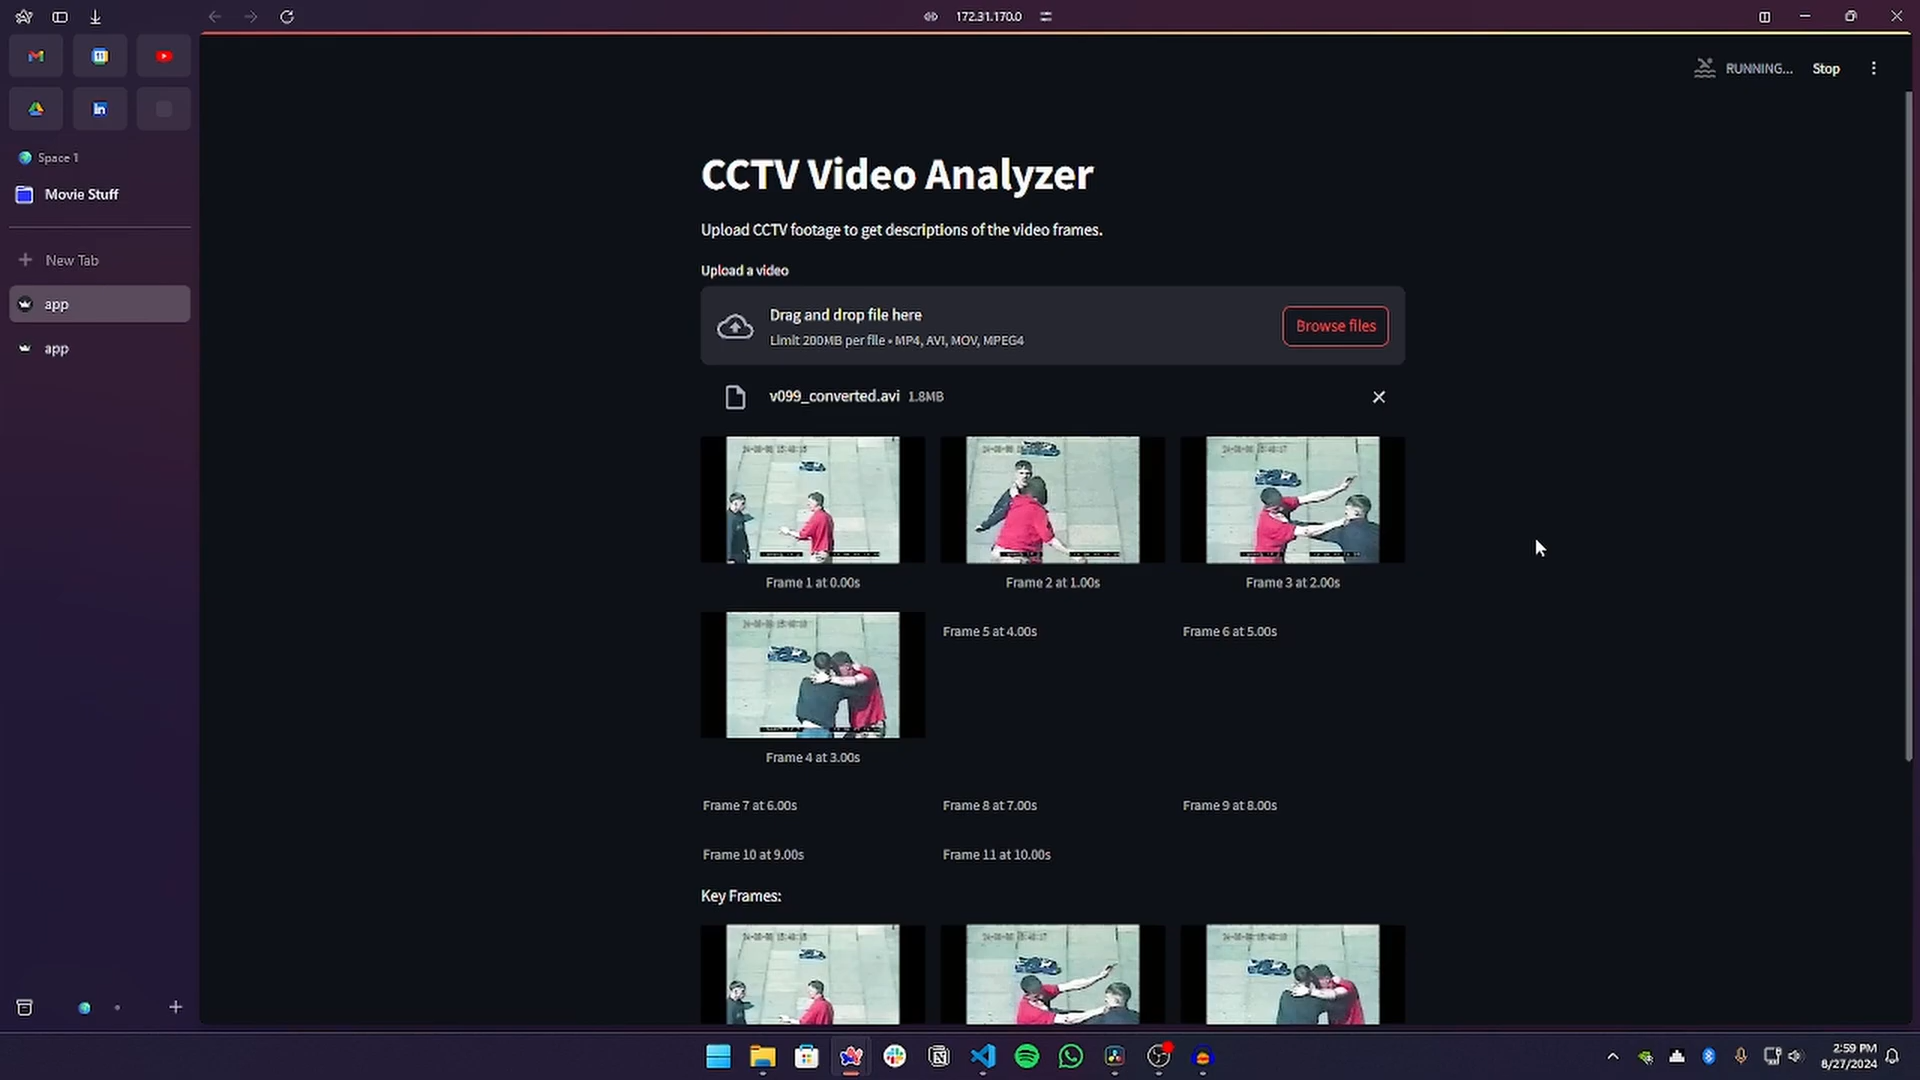 172.31.170.0
Space 1
Movie Stuff
New Tab
app
app
RUNNING...
Stop
CCTV Video Analyzer
Upload CCTV footage to get descriptions of the video frames.
Upload a video
Drag and drop file here
Limit 200MB per file • MP4, AVI, MOV, MPEG4
Browse files
v099_converted.avi 1.8MB
Frame 1 at 0.00s
Frame 2 at 1.00s
Frame 3 at 2.00s
Frame 4 at 3.00s
Frame 5 at 4.00s
Frame 6 at 5.00s
Frame 7 at 6.00s
Frame 8 at 7.00s
Frame 9 at 8.00s
Frame 10 at 9.00s
Frame 11 at 10.00s
Key Frames:
2:59 PM
8/27/2024